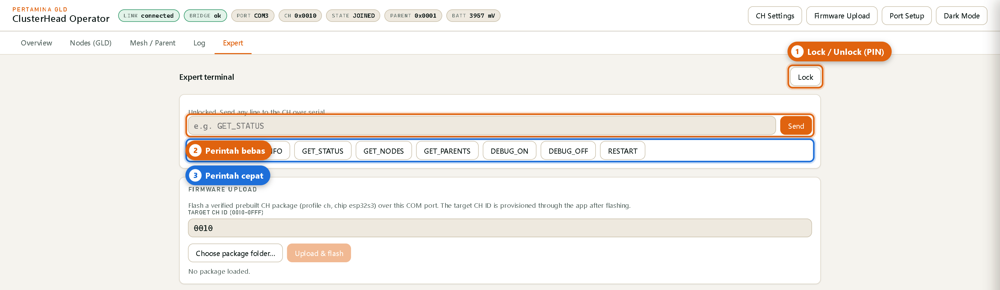 PERTAMINA GLD
ClusterHead Operator
LINK connected
BRIDGE ok
PORT COM3
CH 0x0010
STATE JOINED
PARENT 0x0001
BATT 3957 mV
CH Settings
Firmware Upload
Port Setup
Dark Mode
Overview
Nodes (GLD)
Mesh / Parent
Log
Expert
1 Lock / Unlock (PIN)
Expert terminal
Lock
Unlocked. Send any line to the CH over serial
e.g. GET_STATUS
Send
2 Perintah bebas
GET_STATUS
GET_NODES
GET_PARENTS
DEBUG_ON
DEBUG_OFF
RESTART
3 Perintah cepat
FIRMWARE UPLOAD
Flash a verified prebuilt CH package (profile ch, chip esp32s3) over this COM port. The target CH ID is provisioned through the app after flashing.
TARGET CH ID (0010-0FFF)
0010
Choose package folder...
Upload & flash
No package loaded.